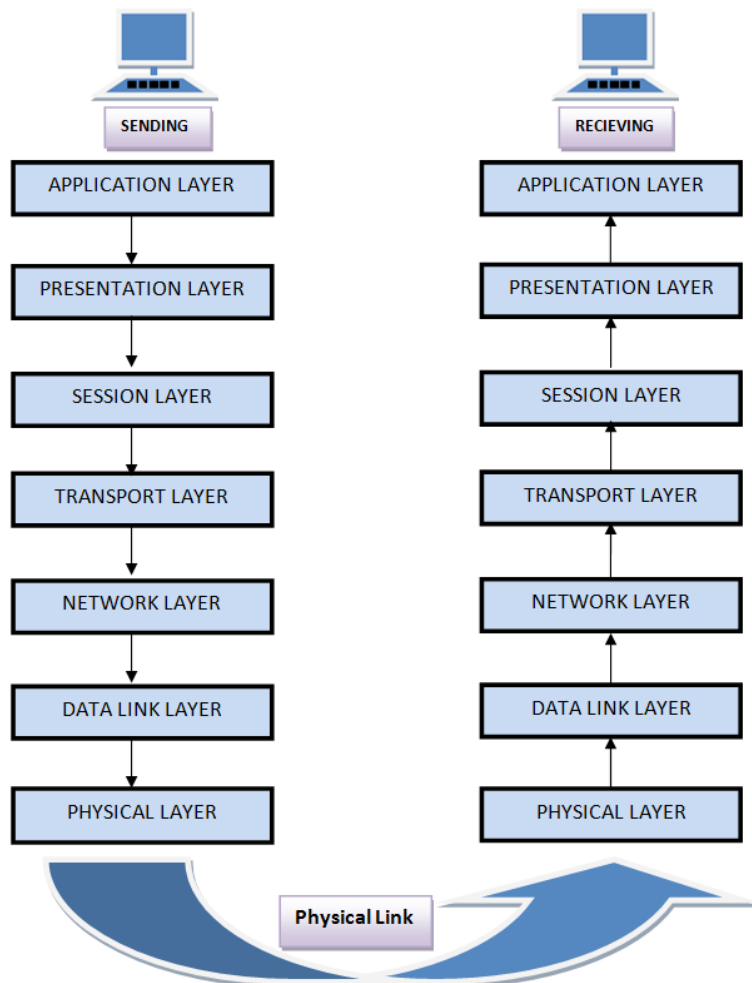 SENDING
APPLICATION LAYER
PRESENTATION LAYER
SESSION LAYER
TRANSPORT LAYER
NETWORK LAYER
DATA LINK LAYER
PHYSICAL LAYER
RECIEVING
APPLICATION LAYER
PRESENTATION LAYER
SESSION LAYER
TRANSPORT LAYER
NETWORK LAYER
DATA LINK LAYER
PHYSICAL LAYER
Physical Link